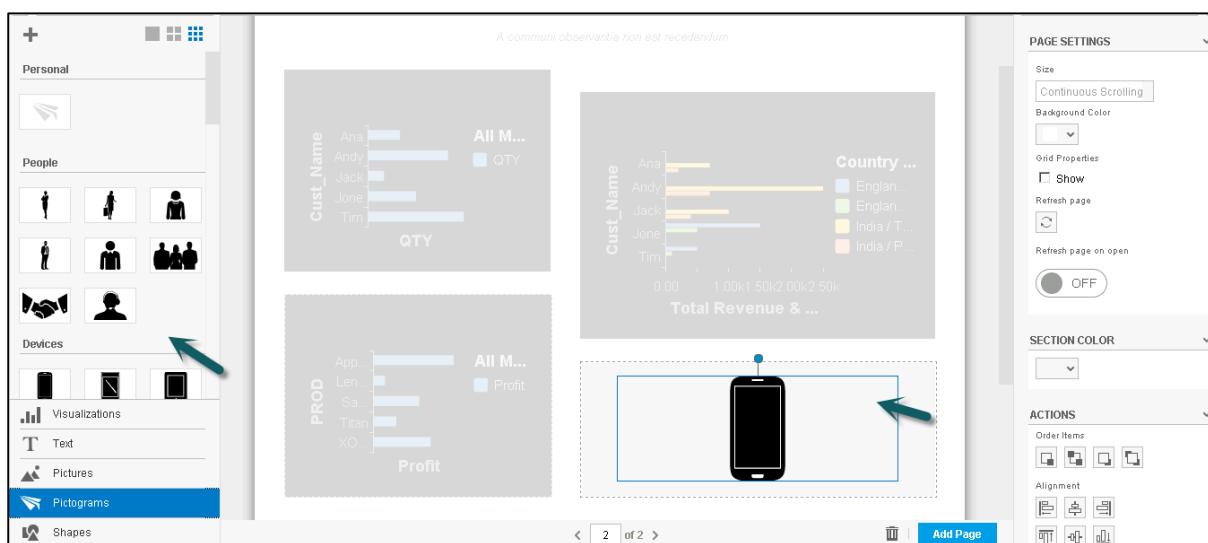 Personal
People
Devices
Visualizations
Text
Pictures
Pictograms
Shapes
A communi observantia non est recedendum
Cust_Name
Ana
Andy
Jack
Jone
Tim
QTY
All M...
QTY
Cust_Name
Ana
Andy
Jack
Jone
Tim
0.00 1.00k 1.50k 2.00k 2.50k
Total Revenue & ...
Country ...
Englan...
Englan...
India / T...
India / P...
PROD
App...
Len...
Sa...
Titan
XO...
Profit
All M...
Profit
2 of 2
Add Page
PAGE SETTINGS
Size
Continuous Scrolling
Background Color
Grid Properties
Show
Refresh page
Refresh page on open
OFF
SECTION COLOR
ACTIONS
Order Items
Alignment